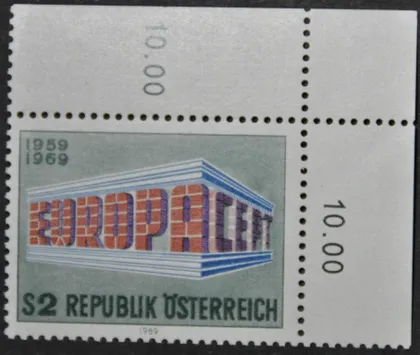 10.00
1959
1969
EUROPA CEPT
10.00
S2 REPUBLIK ÖSTERREICH
1969